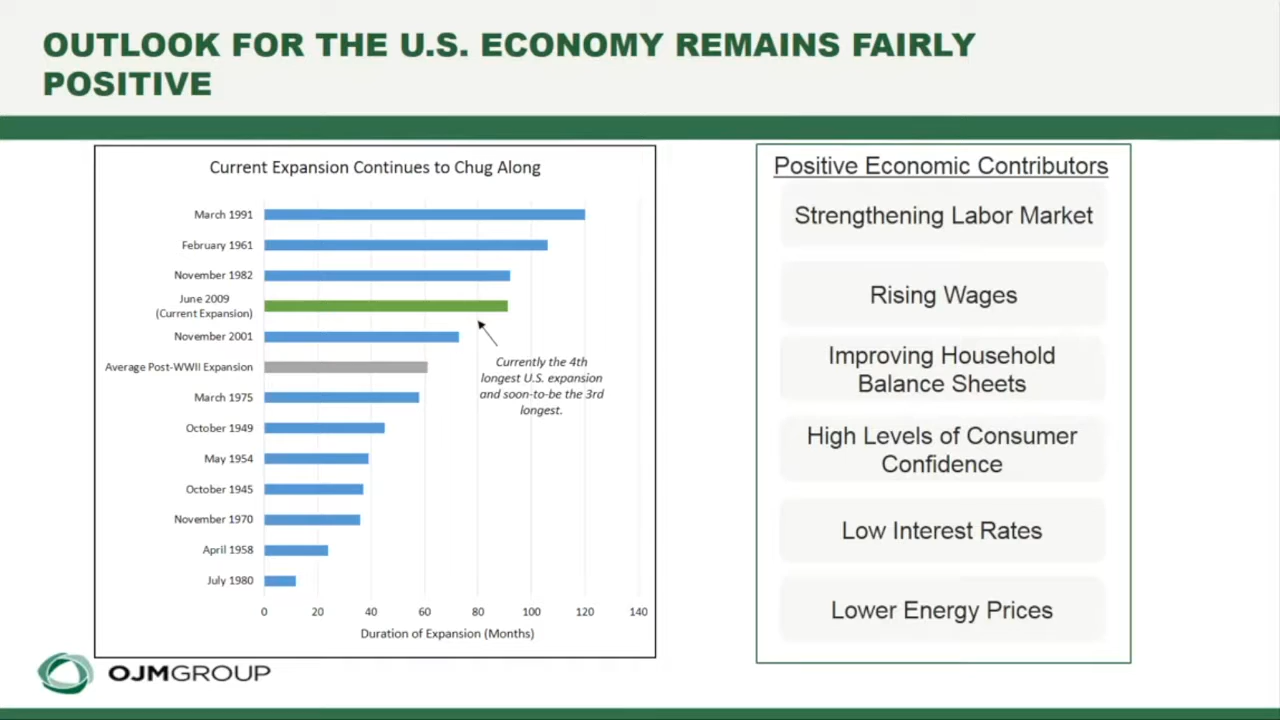 OUTLOOK FOR THE U.S. ECONOMY REMAINS FAIRLY
POSITIVE
Current Expansion Continues to Chug Along
March 1991
February 1961
November 1982
June 2009
(Current Expansion)
November 2001
Average Post-WWII Expansion
March 1975
October 1949
May 1954
October 1945
November 1970
April 1958
July 1980
Currently the 4th
longest U.S. expansion
and soon-to-be the 3rd
longest.
0 20 40 60 80 100 120 140
Duration of Expansion (Months)
Positive Economic Contributors
Strengthening Labor Market
Rising Wages
Improving Household
Balance Sheets
High Levels of Consumer
Confidence
Low Interest Rates
Lower Energy Prices
OJMGROUP